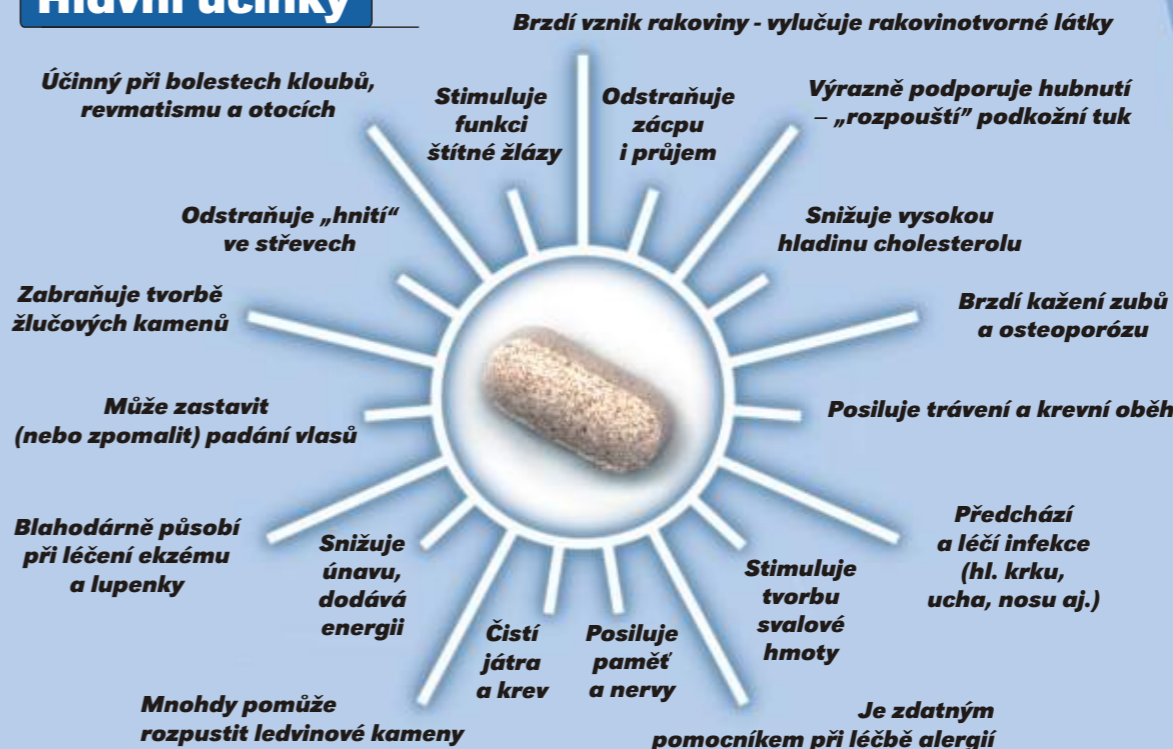 Hlavní účinky
Brzdí vznik rakoviny - vylučuje rakovinotvorné látky
Účinný při bolestech kloubů,
revmatismu a otocích
Stimuluje
funkci
štítné žlázy
Odstraňuje
zácpu
i průjem
Výrazně podporuje hubnutí
– „rozpouští” podkožní tuk
Odstraňuje „hnití“
ve střevech
Snižuje vysokou
hladinu cholesterolu
Zabraňuje tvorbě
žlučových kamenů
Brzdí kažení zubů
a osteoporózu
Může zastavit
(nebo zpomalit) padání vlasů
Posiluje trávení a krevní oběh
Blahodárně působí
při léčení ekzému
a lupenky
Snižuje
únavu,
dodává
energii
Čistí
játra
a krev
Posiluje
paměť
a nervy
Stimuluje
tvorbu
svalové
hmoty
Předchází
a léčí infekce
(hl. krku,
ucha, nosu aj.)
Mnohdy pomůže
rozpustit ledvinové kameny
Je zdatným
pomocníkem při léčbě alergií